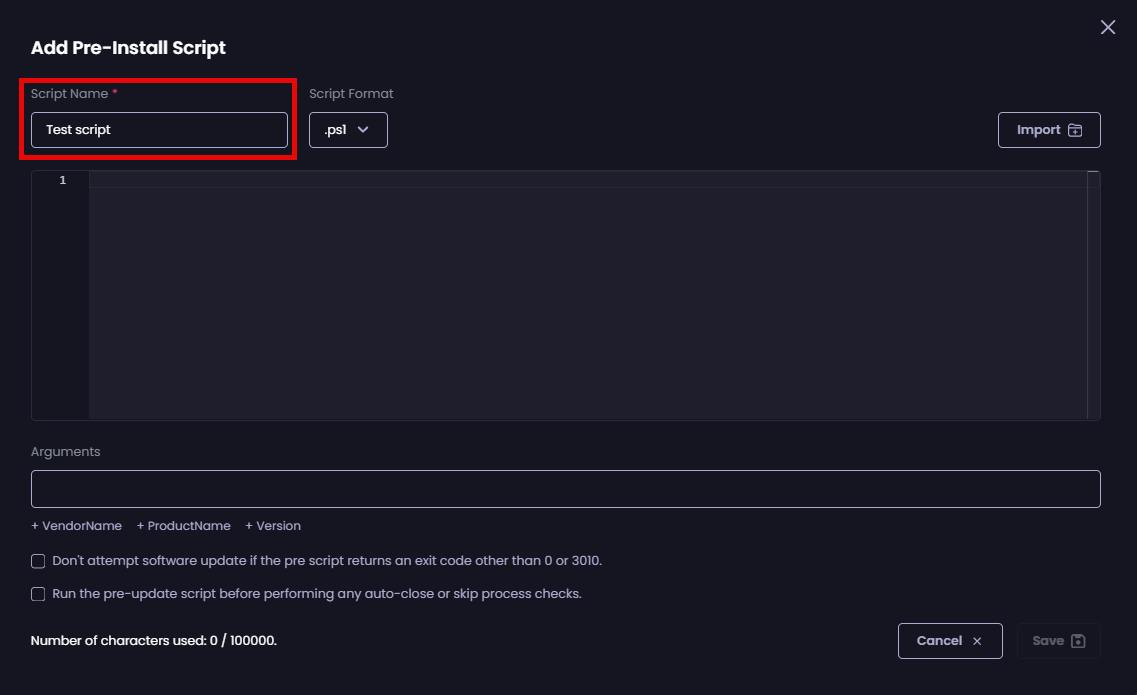 Add Pre-Install Script
Script Name *
Script Format
Test script
.ps1
Import
1
Arguments
+ VendorName + ProductName + Version
Don't attempt software update if the pre script returns an exit code other than 0 or 3010.
Run the pre-update script before performing any auto-close or skip process checks.
Number of characters used: 0 / 100000.
Cancel
Save